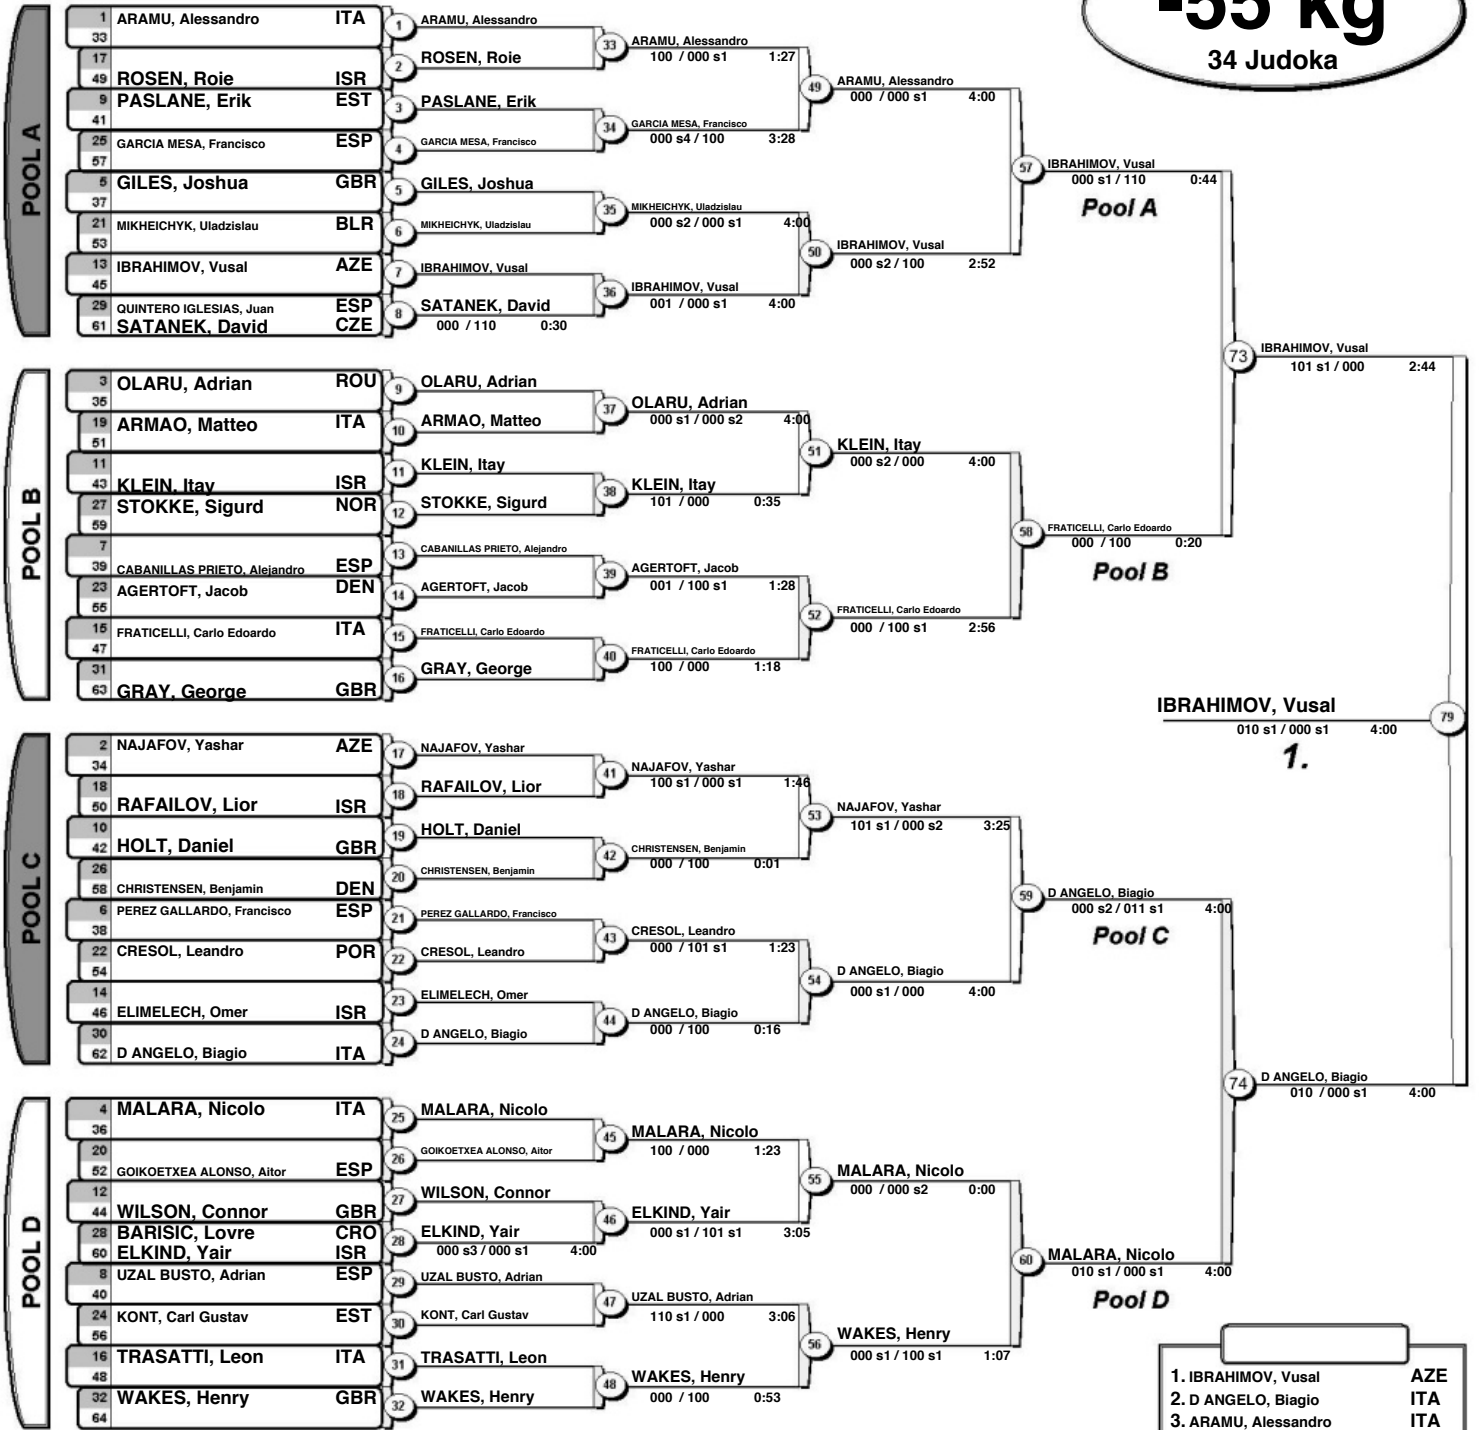 -55 kg
34 Judoka
POOL A
1 ARAMU, Alessandro ITA
33
17
49 ROSEN, Roie ISR
9 PASLANE, Erik EST
41
25 GARCIA MESA, Francisco ESP
57
5 GILES, Joshua GBR
37
21 MIKHEICHYK, Uladzislau BLR
53
13 IBRAHIMOV, Vusal AZE
45
29 QUINTERO IGLESIAS, Juan ESP
61 SATANEK, David CZE
1 ARAMU, Alessandro
2 ROSEN, Roie
3 PASLANE, Erik
4 GARCIA MESA, Francisco
5 GILES, Joshua
6 MIKHEICHYK, Uladzislau
7 IBRAHIMOV, Vusal
8 SATANEK, David
000 / 110 0:30
33 ARAMU, Alessandro
100 / 000 s1 1:27
34 GARCIA MESA, Francisco
000 s4 / 100 3:28
35 MIKHEICHYK, Uladzislau
000 s2 / 000 s1 4:00
36 IBRAHIMOV, Vusal
001 / 000 s1 4:00
49 ARAMU, Alessandro
000 / 000 s1 4:00
50 IBRAHIMOV, Vusal
000 s2 / 100 2:52
57 IBRAHIMOV, Vusal
000 s1 / 110 0:44
Pool A
POOL B
3 OLARU, Adrian ROU
35
19 ARMAO, Matteo ITA
51
11
43 KLEIN, Itay ISR
27 STOKKE, Sigurd NOR
59
7
39 CABANILLAS PRIETO, Alejandro ESP
23 AGERTOFT, Jacob DEN
55
15 FRATICELLI, Carlo Edoardo ITA
47
31
63 GRAY, George GBR
9 OLARU, Adrian
10 ARMAO, Matteo
11 KLEIN, Itay
12 STOKKE, Sigurd
13 CABANILLAS PRIETO, Alejandro
14 AGERTOFT, Jacob
15 FRATICELLI, Carlo Edoardo
16 GRAY, George
37 OLARU, Adrian
000 s1 / 000 s2 4:00
38 KLEIN, Itay
101 / 000 0:35
39 AGERTOFT, Jacob
001 / 100 s1 1:28
40 FRATICELLI, Carlo Edoardo
100 / 000 1:18
51 KLEIN, Itay
000 s2 / 000 4:00
52 FRATICELLI, Carlo Edoardo
000 / 100 s1 2:56
58 FRATICELLI, Carlo Edoardo
000 / 100 0:20
Pool B
73 IBRAHIMOV, Vusal
101 s1 / 000 2:44
IBRAHIMOV, Vusal 79
010 s1 / 000 s1 4:00
1.
POOL C
2 NAJAFOV, Yashar AZE
34
18
50 RAFAILOV, Lior ISR
10
42 HOLT, Daniel GBR
26
58 CHRISTENSEN, Benjamin DEN
6 PEREZ GALLARDO, Francisco ESP
38
22 CRESOL, Leandro POR
54
14
46 ELIMELECH, Omer ISR
30
62 D ANGELO, Biagio ITA
17 NAJAFOV, Yashar
18 RAFAILOV, Lior
19 HOLT, Daniel
20 CHRISTENSEN, Benjamin
21 PEREZ GALLARDO, Francisco
22 CRESOL, Leandro
23 ELIMELECH, Omer
24 D ANGELO, Biagio
41 NAJAFOV, Yashar
100 s1 / 000 s1 1:46
42 CHRISTENSEN, Benjamin
000 / 100 0:01
43 CRESOL, Leandro
000 / 101 s1 1:23
44 D ANGELO, Biagio
000 / 100 0:16
53 NAJAFOV, Yashar
101 s1 / 000 s2 3:25
54 D ANGELO, Biagio
000 s1 / 000 4:00
59 D ANGELO, Biagio
000 s2 / 011 s1 4:00
Pool C
POOL D
4 MALARA, Nicolo ITA
36
20
52 GOIKOETXEA ALONSO, Aitor ESP
12
44 WILSON, Connor GBR
28 BARISIC, Lovre CRO
60 ELKIND, Yair ISR
8 UZAL BUSTO, Adrian ESP
40
24 KONT, Carl Gustav EST
56
16 TRASATTI, Leon ITA
48
32 WAKES, Henry GBR
64
25 MALARA, Nicolo
26 GOIKOETXEA ALONSO, Aitor
27 WILSON, Connor
28 ELKIND, Yair
000 s3 / 000 s1 4:00
29 UZAL BUSTO, Adrian
30 KONT, Carl Gustav
31 TRASATTI, Leon
32 WAKES, Henry
45 MALARA, Nicolo
100 / 000 1:23
46 ELKIND, Yair
000 s1 / 101 s1 3:05
47 UZAL BUSTO, Adrian
110 s1 / 000 3:06
48 WAKES, Henry
000 / 100 0:53
55 MALARA, Nicolo
000 / 000 s2 0:00
56 WAKES, Henry
000 s1 / 100 s1 1:07
60 MALARA, Nicolo
010 s1 / 000 s1 4:00
Pool D
74 D ANGELO, Biagio
010 / 000 s1 4:00
1. IBRAHIMOV, Vusal AZE
2. D ANGELO, Biagio ITA
3. ARAMU, Alessandro ITA